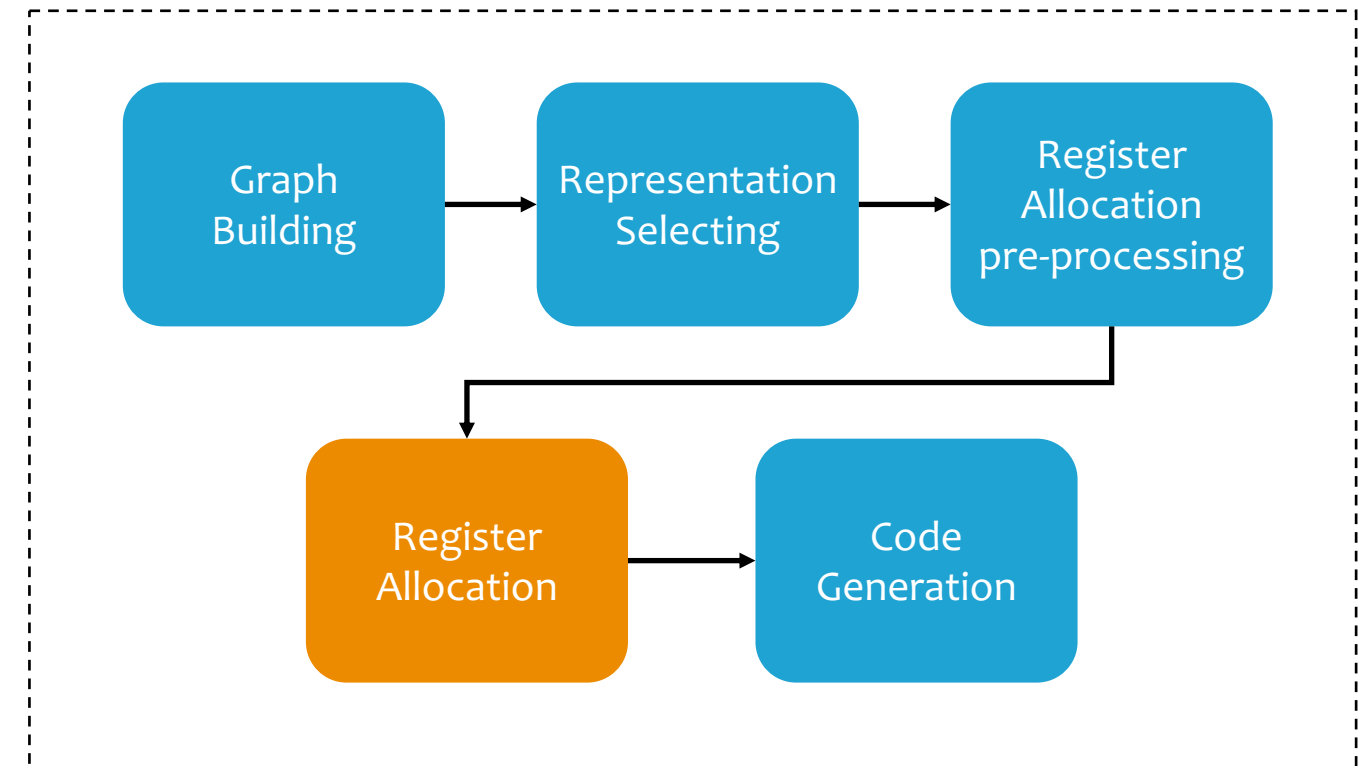 Graph
Building
Representation
Selecting
Register
Allocation
pre-processing
Register
Allocation
Code
Generation